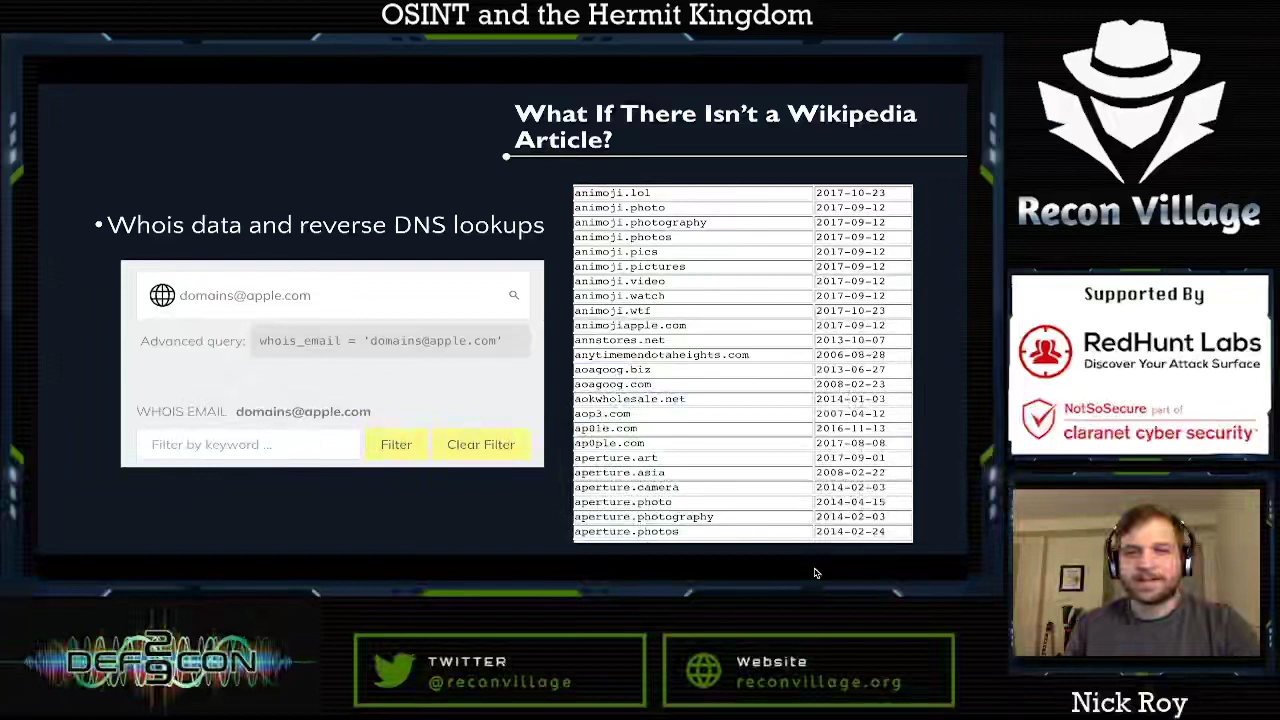 OSINT and the Hermit Kingdom
What If There Isn't a Wikipedia
Article?
•Whois data and reverse DNS lookups
domains@apple.com
Advanced query: whois_email = 'domains@apple.com'
WHOIS EMAIL domains@apple.com
Filter by keyword ... Filter Clear Filter
animoji.lol 2017-10-23
animoji.photo 2017-09-12
animoji.photography 2017-09-12
animoji.photos 2017-09-12
animoji.pics 2017-09-12
animoji.pictures 2017-09-12
animoji.video 2017-09-12
animoji.watch 2017-09-12
animoji.wtf 2017-10-23
animojiapple.com 2017-09-12
annstores.net 2013-10-07
anytimemendotaheights.com 2006-08-28
aoagoog.biz 2013-06-27
aoagoog.com 2008-02-23
aokwholesale.net 2014-01-03
aop3.com 2007-04-12
ap01e.com 2016-11-13
ap0ple.com 2017-08-08
aperture.art 2017-09-01
aperture.asia 2008-02-22
aperture.camera 2014-02-03
aperture.photo 2014-04-15
aperture.photography 2014-02-03
aperture.photos 2014-02-24
Recon Village
Supported By
RedHunt Labs
Discover Your Attack Surface
NotSoSecure part of
claranet cyber security
DEFCON
29
TWITTER
@reconvillage
Website
reconvillage.org
Nick Roy